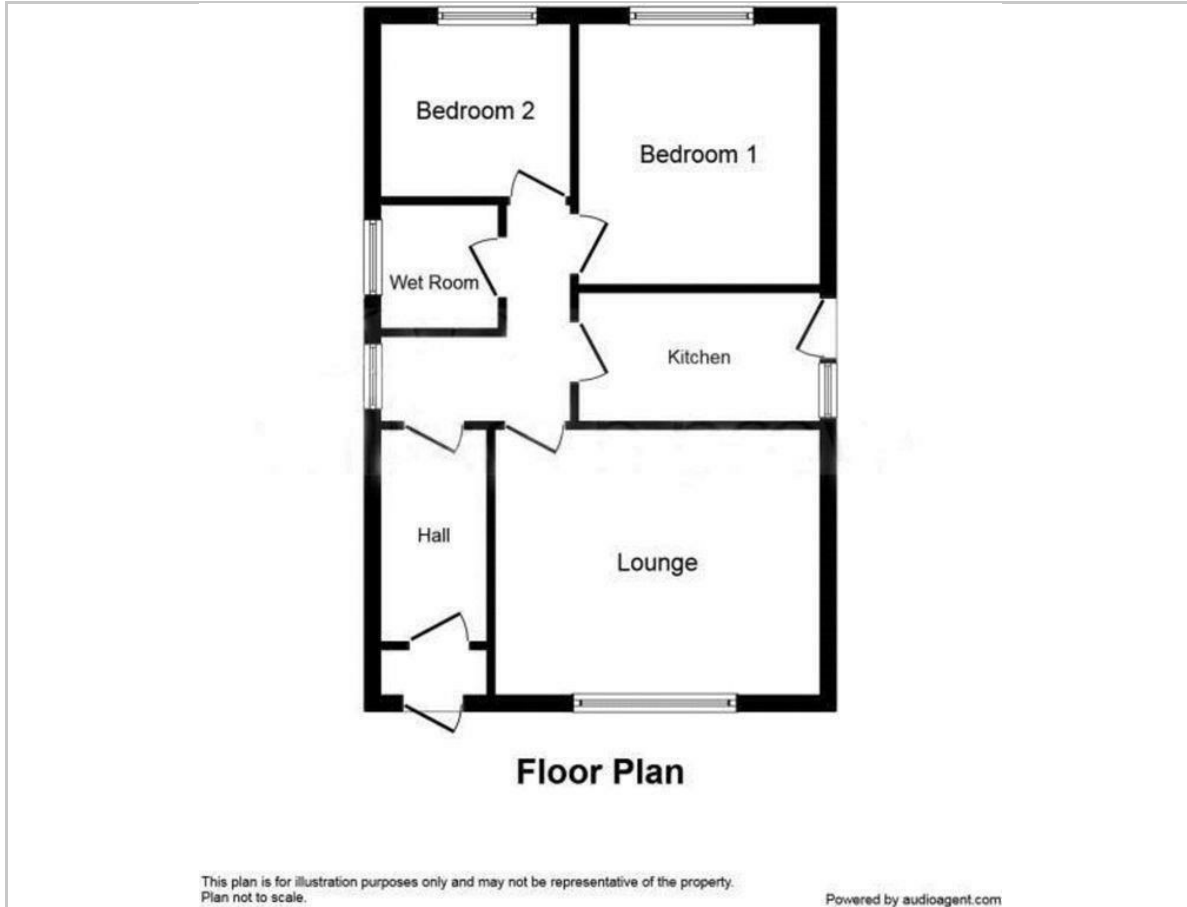 Bedroom 2
Bedroom 1
Wet Room
Kitchen
Hall
Lounge
Floor Plan
This plan is for illustration purposes only and may not be representative of the property.
Plan not to scale.
Powered by audioagent.com